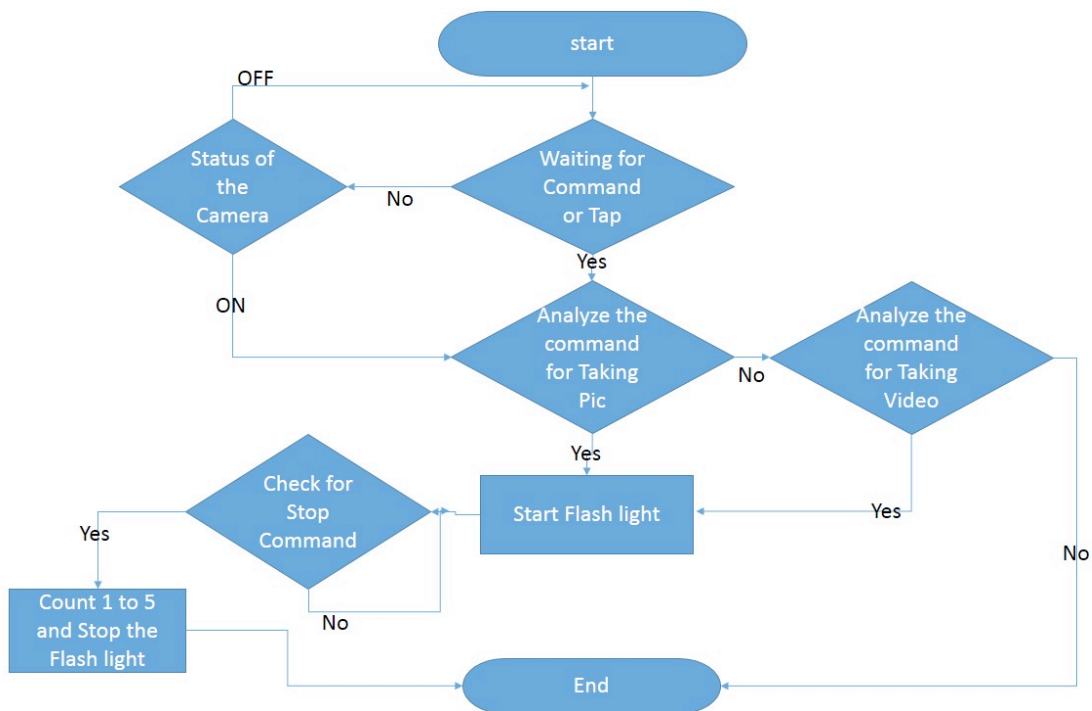 start
OFF
Status of
the
Camera
Waiting for
Command
or Tap
No
Yes
ON
Analyze the
command
for Taking
Pic
No
Analyze the
command
for Taking
Video
Yes
Check for
Stop
Command
Start Flash light
Yes
Yes
No
Count 1 to 5
and Stop the
Flash light
No
End